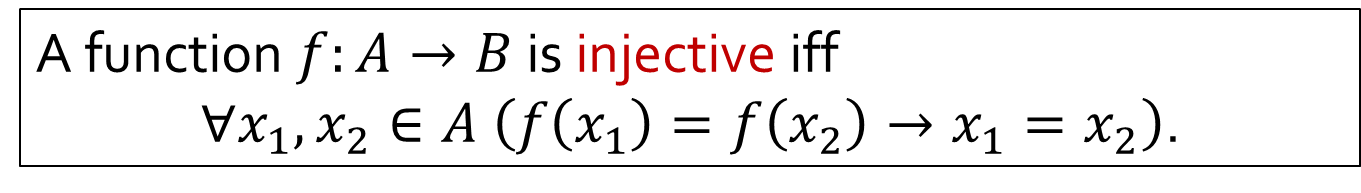 A function 𝑓: 𝐴 → 𝐵 is injective iff
∀𝑥₁, 𝑥₂ ∈ 𝐴 (𝑓(𝑥₁) = 𝑓(𝑥₂) → 𝑥₁ = 𝑥₂).